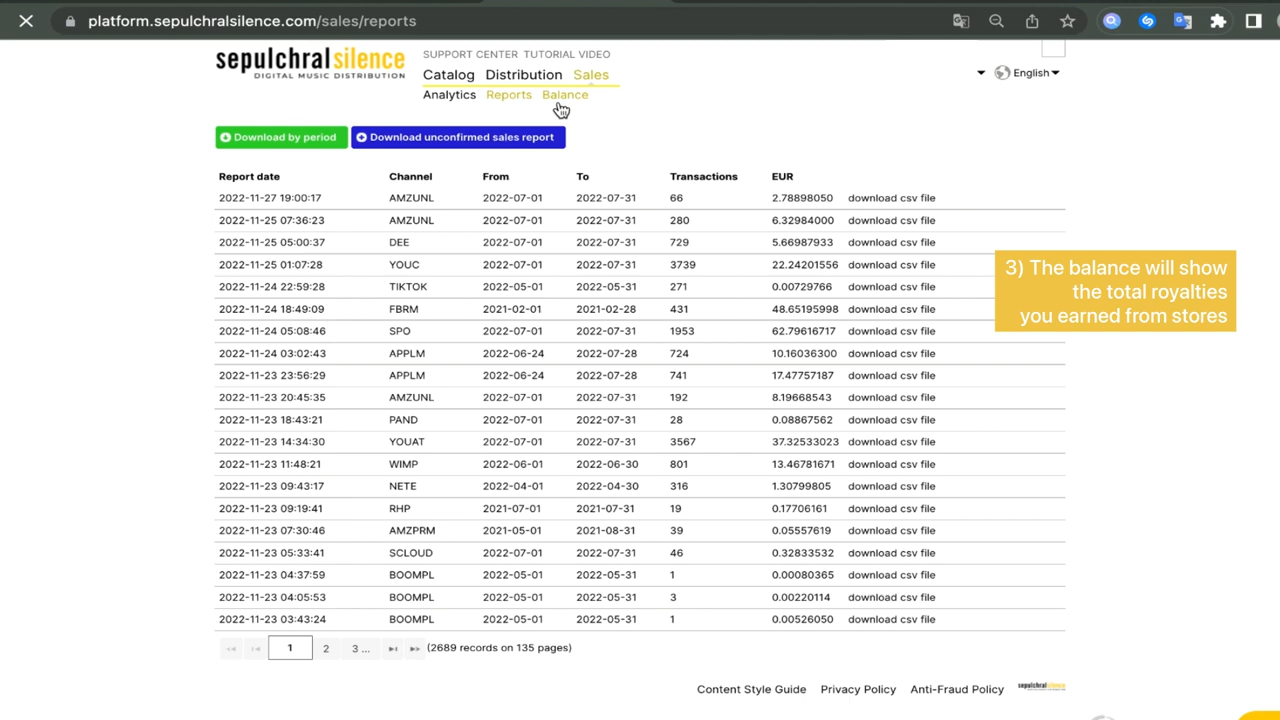 platform.sepulchralsilence.com/sales/reports
sepulchralsilence
DIGITAL MUSIC DISTRIBUTION
SUPPORT CENTER TUTORIAL VIDEO
Catalog Distribution Sales
English
Analytics Reports Balance
Download by period Download unconfirmed sales report
Report date Channel From To Transactions EUR
2022-11-27 19:00:17 AMZUNL 2022-07-01 2022-07-31 66 2.78898050 download csv file
2022-11-25 07:36:23 AMZUNL 2022-07-01 2022-07-31 280 6.32984000 download csv file
2022-11-25 05:00:37 DEE 2022-07-01 2022-07-31 729 5.66987933 download csv file
2022-11-25 01:07:28 YOUC 2022-07-01 2022-07-31 3739 22.24201556 download csv file
2022-11-24 22:59:28 TIKTOK 2022-05-01 2022-05-31 271 0.00729766 download csv file
2022-11-24 18:49:09 FBRM 2021-02-01 2021-02-28 431 48.65195998 download csv file
2022-11-24 05:08:46 SPO 2022-07-01 2022-07-31 1953 62.79616717 download csv file
2022-11-24 03:02:43 APPLM 2022-06-24 2022-07-28 724 10.16036300 download csv file
2022-11-23 23:56:29 APPLM 2022-06-24 2022-07-28 741 17.47757187 download csv file
2022-11-23 20:45:35 AMZUNL 2022-07-01 2022-07-31 192 8.19668543 download csv file
2022-11-23 18:43:21 PAND 2022-07-01 2022-07-31 28 0.08867562 download csv file
2022-11-23 14:34:30 YOUAT 2022-07-01 2022-07-31 3567 37.32533023 download csv file
2022-11-23 11:48:21 WIMP 2022-06-01 2022-06-30 801 13.46781671 download csv file
2022-11-23 09:43:17 NETE 2022-04-01 2022-04-30 316 1.30799805 download csv file
2022-11-23 09:19:41 RHP 2021-07-01 2021-07-31 19 0.17706161 download csv file
2022-11-23 07:30:46 AMZPRM 2021-05-01 2021-08-31 39 0.05557619 download csv file
2022-11-23 05:33:41 SCLOUD 2022-07-01 2022-07-31 46 0.32833532 download csv file
2022-11-23 04:37:59 BOOMPL 2022-05-01 2022-05-31 1 0.00080365 download csv file
2022-11-23 04:05:53 BOOMPL 2022-05-01 2022-05-31 3 0.00220114 download csv file
2022-11-23 03:43:24 BOOMPL 2022-05-01 2022-05-31 1 0.00526050 download csv file
3) The balance will show
the total royalties
you earned from stores
1 2 3 ... (2689 records on 135 pages)
Content Style Guide Privacy Policy Anti-Fraud Policy sepulchralsilence